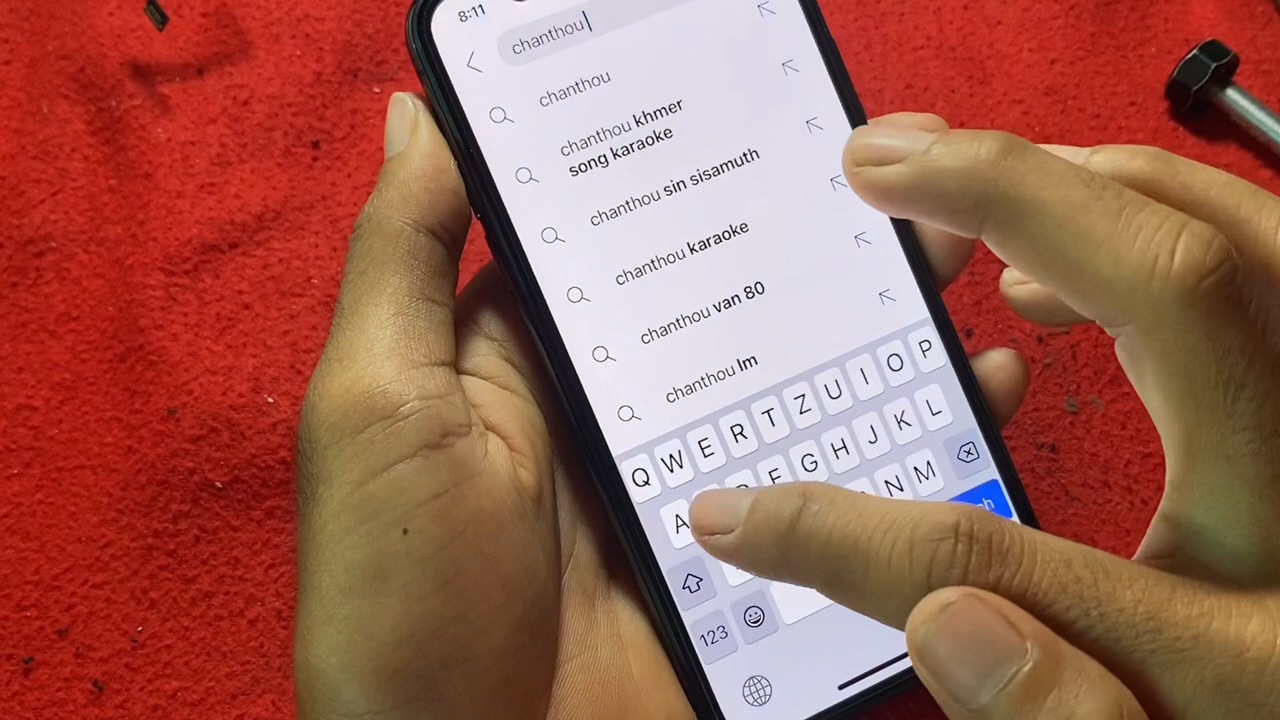 8:11
chanthou
chanthou
chanthou khmer
song karaoke
chanthou sin sisamuth
chanthou karaoke
chanthou van 80
chanthou lm
Q W E R T Z U I O P
A F G H J K L
N M
123